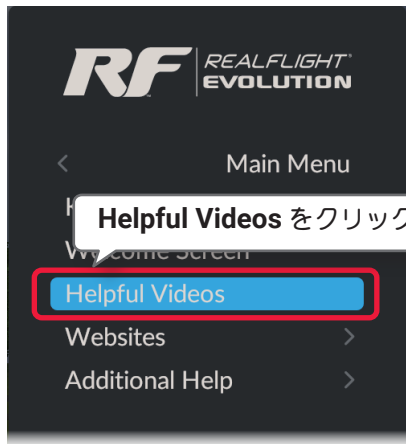 RF REALFLIGHT
EVOLUTION
Main Menu
Helpful Videos をクリック
Welcome Screen
Helpful Videos
Websites
Additional Help